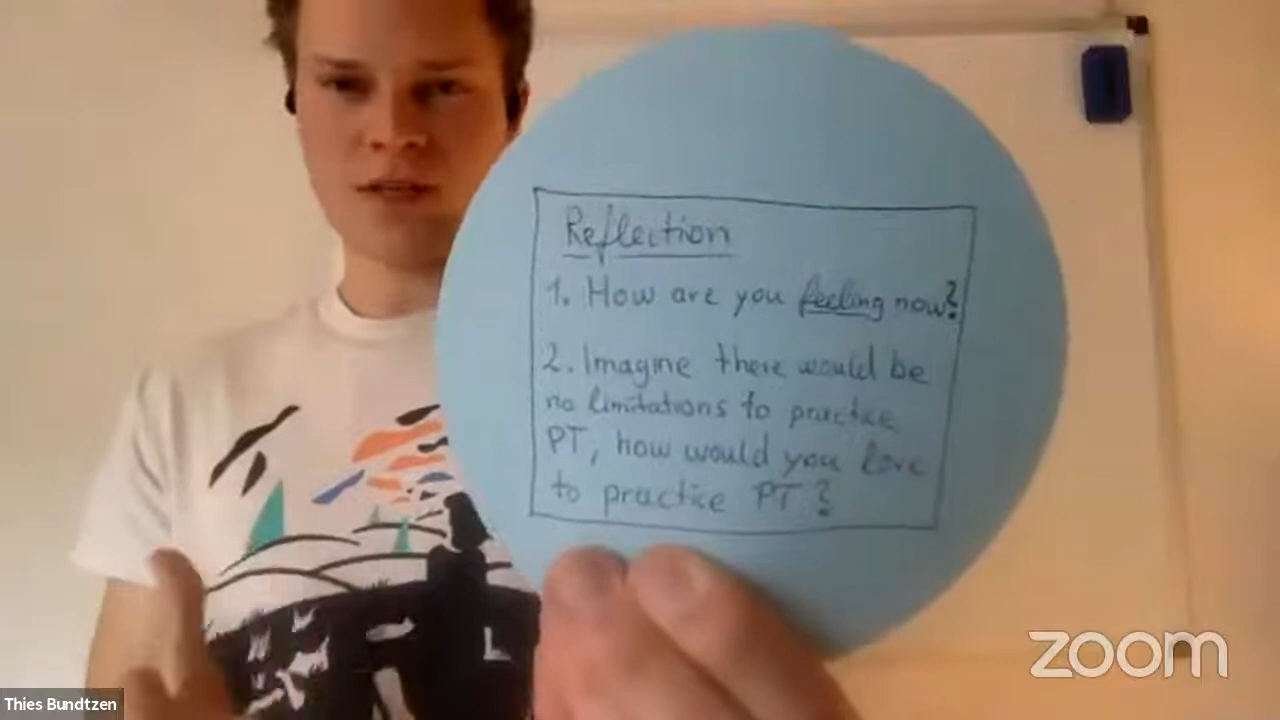 Reflection
1. How are you feeling now?
2. Imagine there would be
no limitations to practice
PT, how would you love
to practice PT?
zoom
Thies Bundtzen